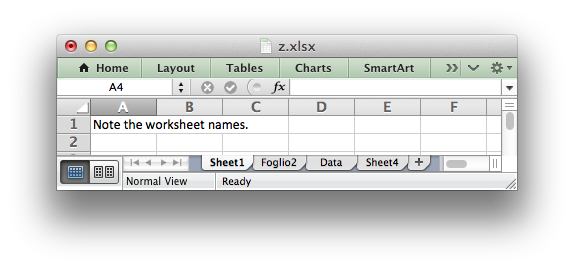 z.xlsx
Home Layout Tables Charts SmartArt
A4 fx
A B C D E F
1 Note the worksheet names.
2
Sheet1 Foglio2 Data Sheet4 +
Normal View Ready